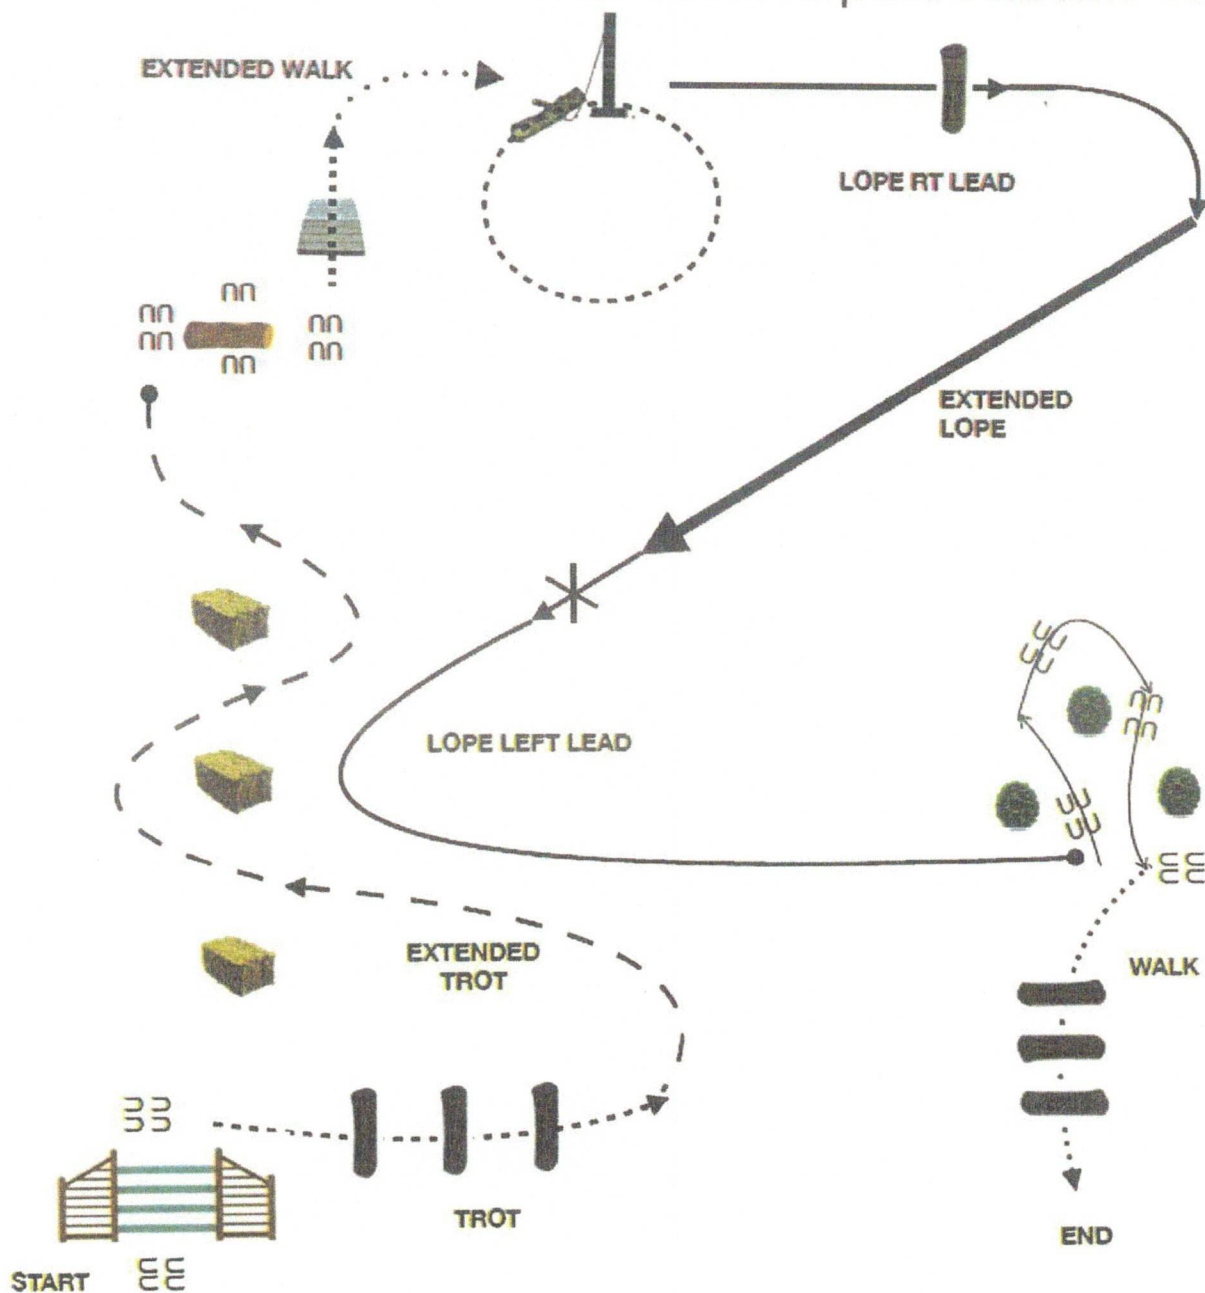 EXTENDED WALK
LOPE RT LEAD
EXTENDED
LOPE
LOPE LEFT LEAD
EXTENDED
TROT
WALK
TROT
END
START